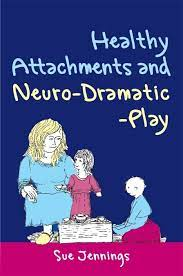 Healthy
Attachments and
Neuro-Dramatic
-Play
Sue Jennings